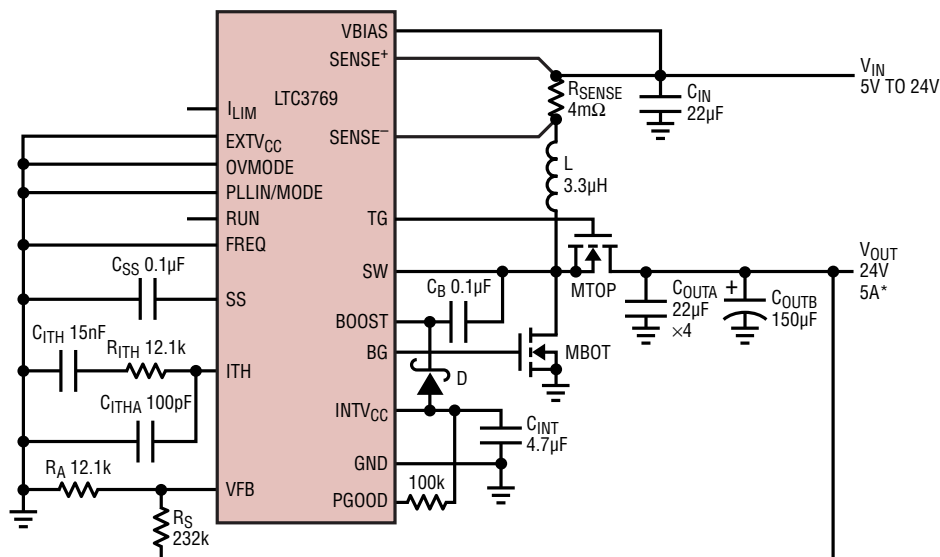 VBIAS
SENSE+
LTC3769
ILIM
EXTVCC
SENSE–
OVMODE
PLLIN/MODE
RUN
TG
FREQ
SW
CSS 0.1µF
SS
BOOST
CITH 15nF
RITH 12.1k
BG
ITH
CITHA 100pF
INTVCC
GND
RA 12.1k
VFB
PGOOD
RS
232k
VIN
5V TO 24V
RSENSE
4mΩ
CIN
22µF
L
3.3µH
MTOP
VOUT
24V
5A*
CB 0.1µF
COUTA
22µF
×4
+
COUTB
150µF
MBOT
D
CINT
4.7µF
100k